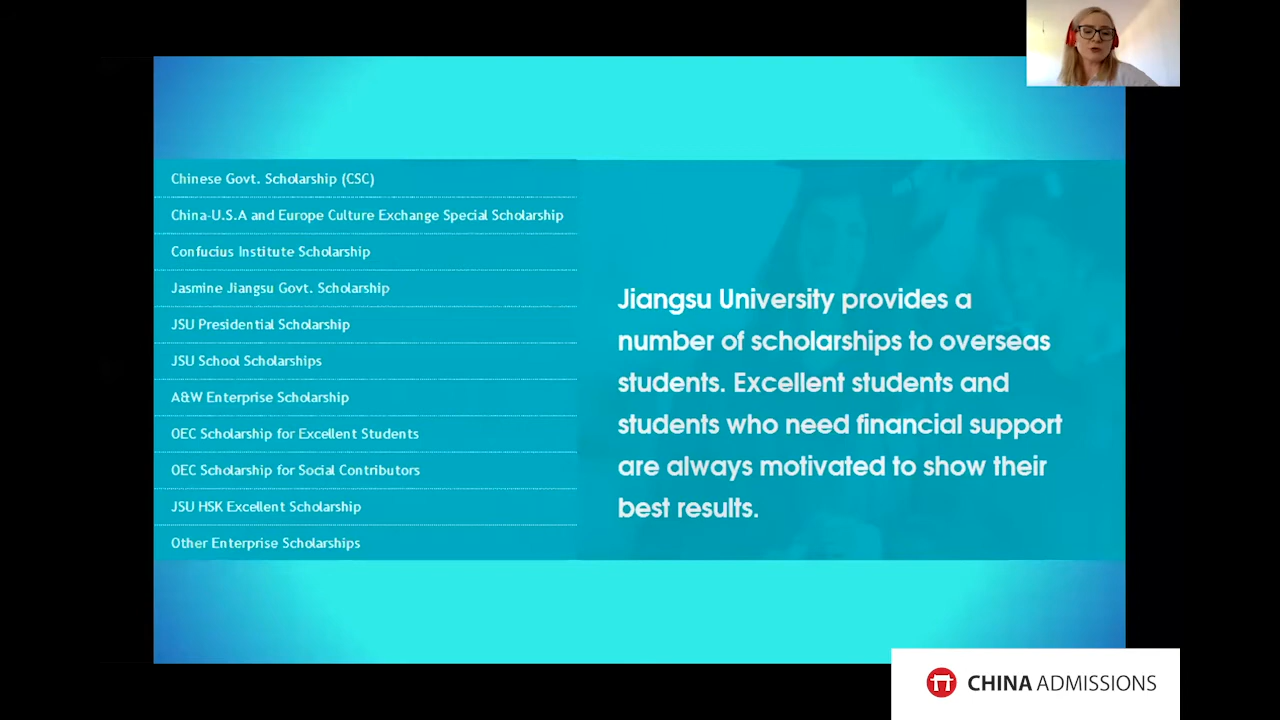 Chinese Govt. Scholarship (CSC)
China-U.S.A and Europe Culture Exchange Special Scholarship
Confucius Institute Scholarship
Jasmine Jiangsu Govt. Scholarship
JSU Presidential Scholarship
JSU School Scholarships
A&W Enterprise Scholarship
OEC Scholarship for Excellent Students
OEC Scholarship for Social Contributors
JSU HSK Excellent Scholarship
Other Enterprise Scholarships
Jiangsu University provides a
number of scholarships to overseas
students. Excellent students and
students who need financial support
are always motivated to show their
best results.
CHINA ADMISSIONS